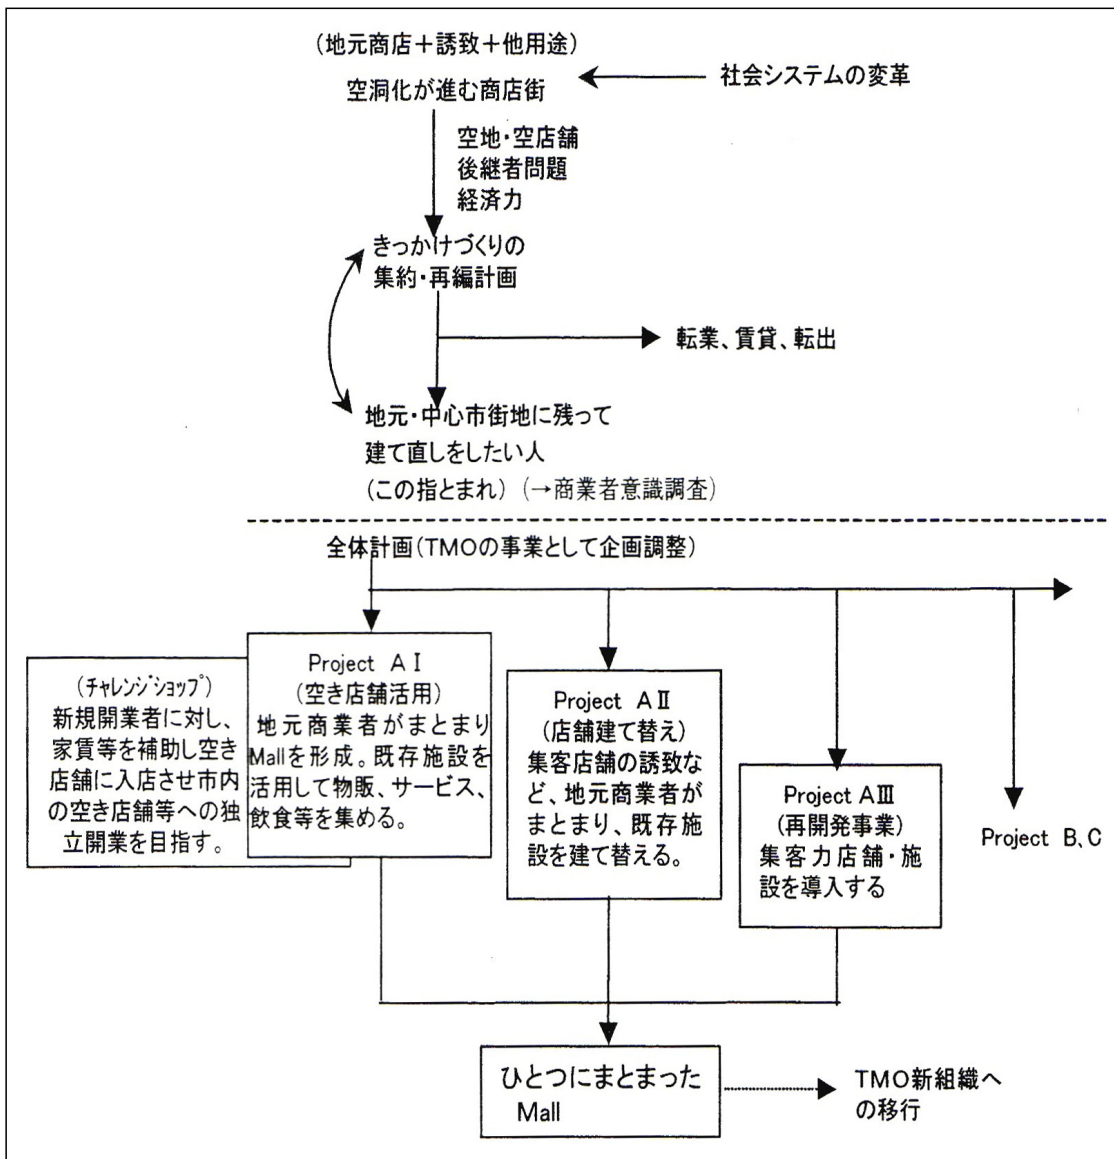 (地元商店+誘致+他用途)
空洞化が進む商店街
社会システムの変革
空地・空店舗
後継者問題
経済力
きっかけづくりの
集約・再編計画
転業、賃貸、転出
地元・中心市街地に残って
建て直しをしたい人
(この指とまれ) (→商業者意識調査)
全体計画(TMOの事業として企画調整)
(チャレンジショップ)
新規開業者に対し、
家賃等を補助し空き
店舗に入店させ市内
の空き店舗等への独
立開業を目指す。
Project A Ⅰ
(空き店舗活用)
地元商業者がまとまり
Mallを形成。既存施設を
活用して物販、サービス、
飲食等を集める。
Project A Ⅱ
(店舗建て替え)
集客店舗の誘致な
ど、地元商業者が
まとまり、既存施
設を建て替える。
Project A Ⅲ
(再開発事業)
集客力店舗・施
設を導入する
Project B、C
ひとつにまとまった
Mall
TMO新組織へ
の移行